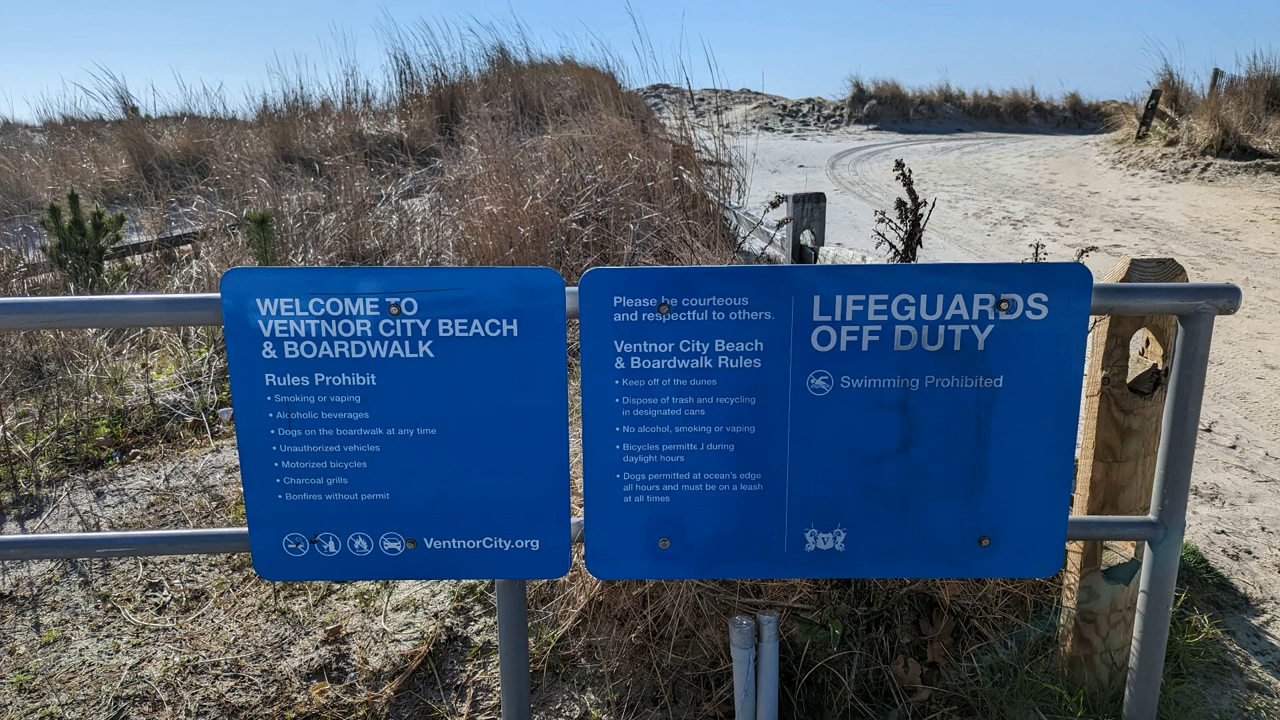 WELCOME TO
VENTNOR CITY BEACH
& BOARDWALK
Rules Prohibit
• Smoking or vaping
• Alcoholic beverages
• Dogs on the boardwalk at any time
• Unauthorized vehicles
• Motorized bicycles
• Charcoal grills
• Bonfires without permit
VentnorCity.org
Please be courteous
and respectful to others.
Ventnor City Beach
& Boardwalk Rules
• Keep off of the dunes
• Dispose of trash and recycling
in designated cans
• No alcohol, smoking or vaping
• Bicycles permitted during
daylight hours
• Dogs permitted at ocean's edge
all hours and must be on a leash
at all times
LIFEGUARDS
OFF DUTY
Swimming Prohibited
V